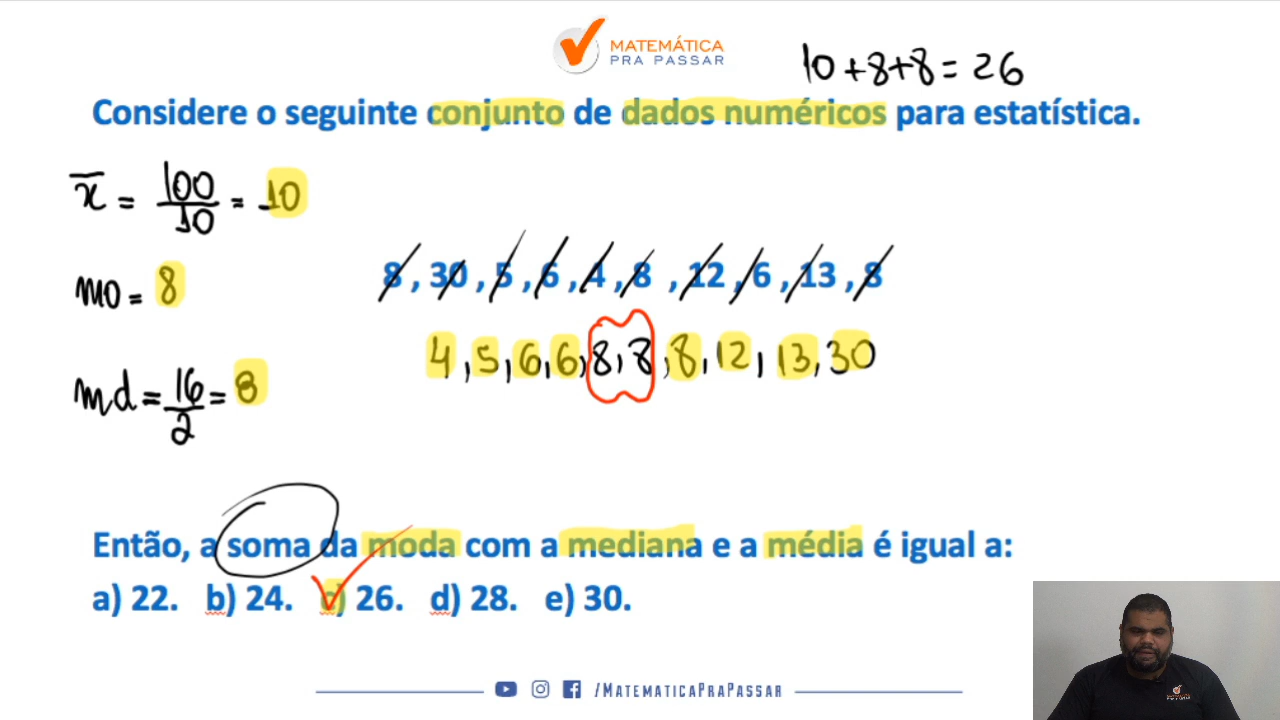 MATEMÁTICA
PRA PASSAR
10+8+8=26
Considere o seguinte conjunto de dados numéricos para estatística.
x̄ = 100/10 = 10
8, 30, 5, 6, 4, 8, 12, 6, 13, 8
mo = 8
4, 5, 6, 6, 8, 8, 8, 12, 13, 30
md = 16/2 = 8
Então, a soma da moda com a mediana e a média é igual a:
a) 22. b) 24. c) 26. d) 28. e) 30.
/MatematicaPraPassar